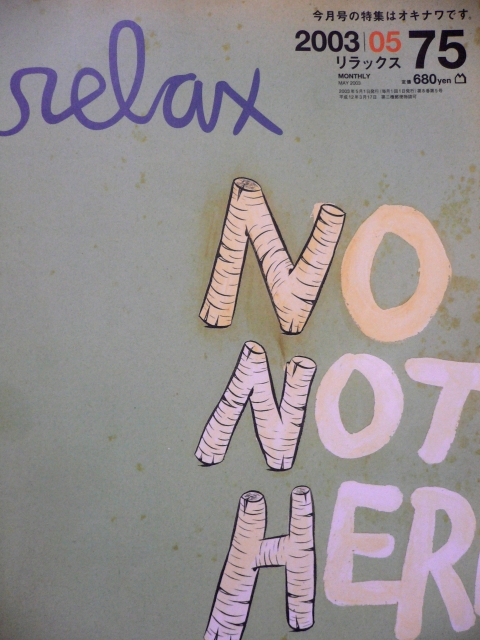 今月号の特集はオキナワです。
relax
2003|05 75
リラックス
MONTHLY
MAY 2003
定価 680yen
NO
NOT
HER